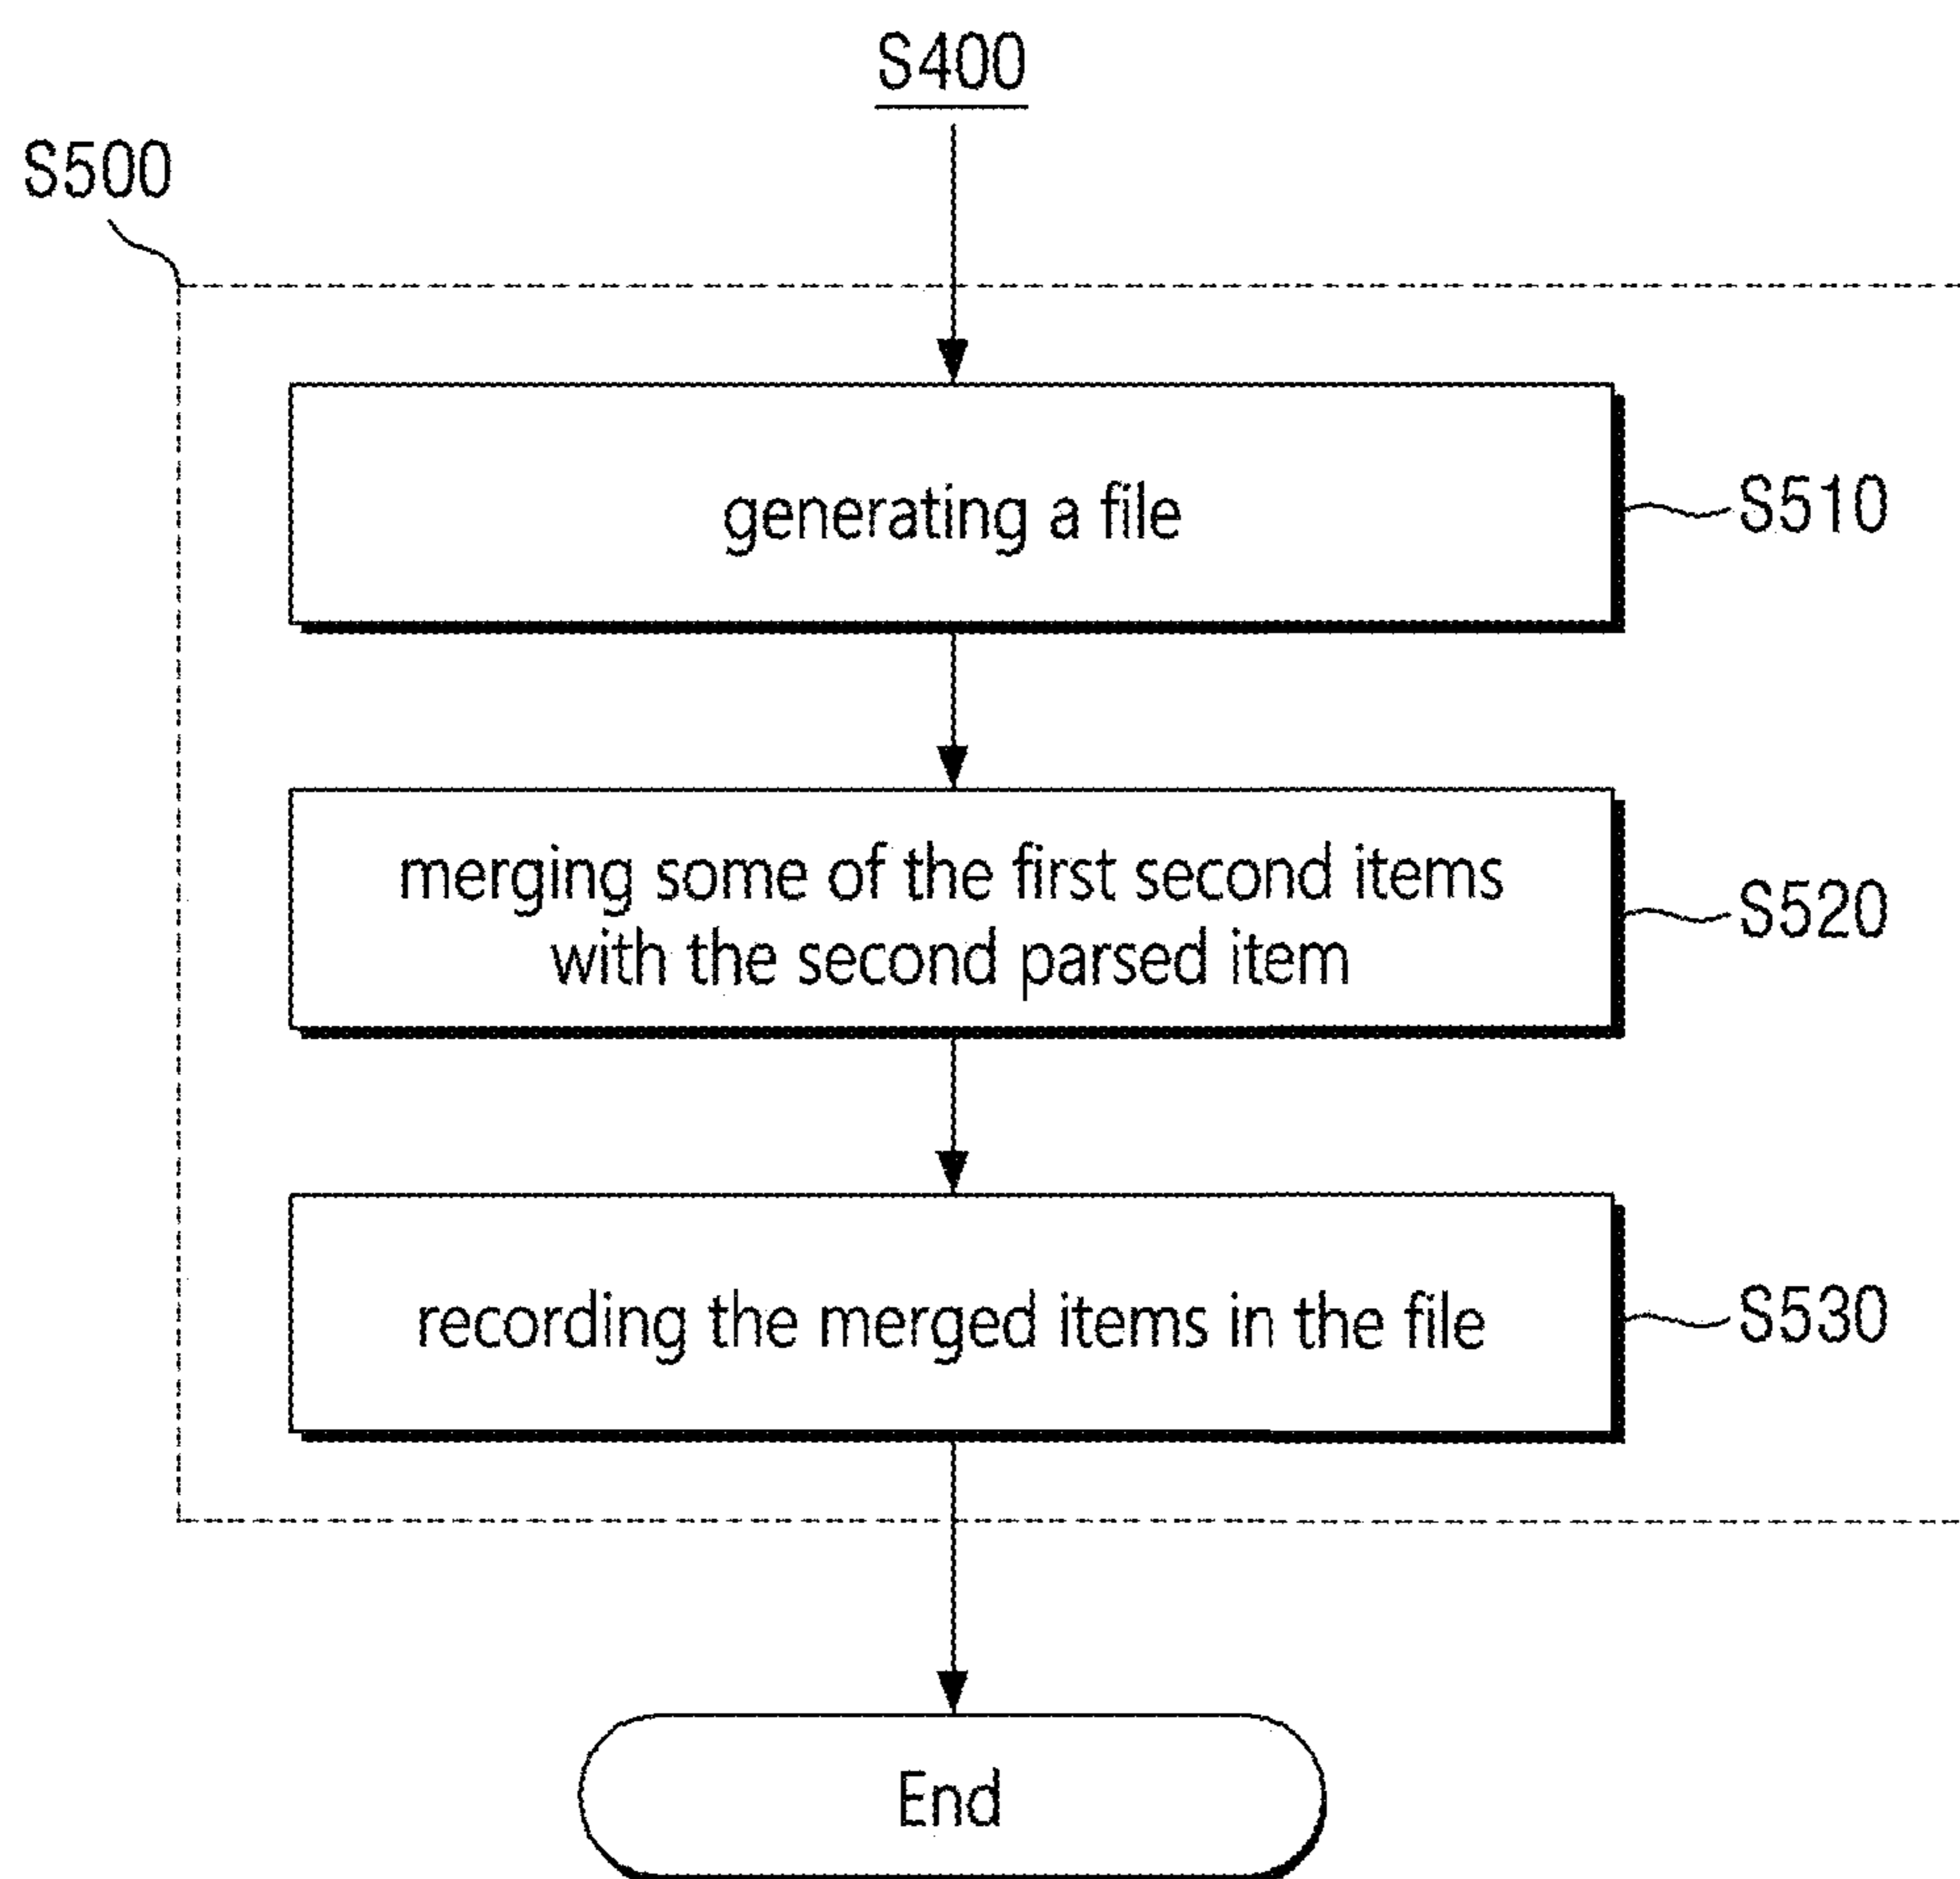 S400
S500
generating a file
S510
merging some of the first second items
with the second parsed item
S520
recording the merged items in the file
S530
End